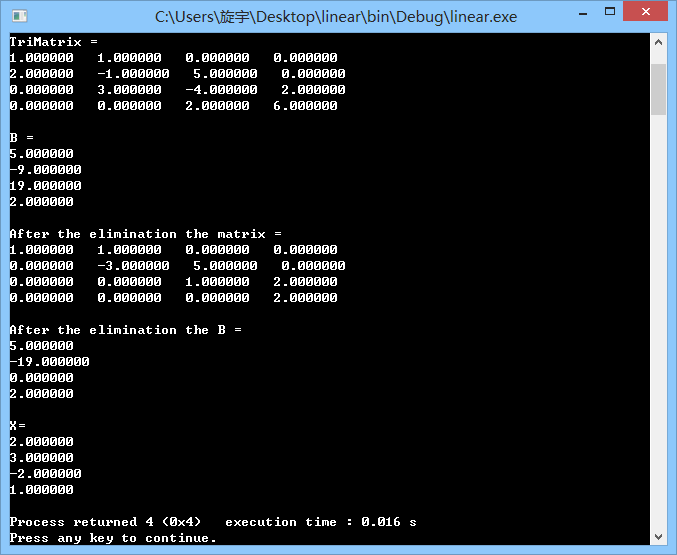 C:\Users\旋宇\Desktop\linear\bin\Debug\linear.exe
TriMatrix =
1.000000   1.000000   0.000000   0.000000
2.000000   -1.000000   5.000000   0.000000
0.000000   3.000000   -4.000000   2.000000
0.000000   0.000000   2.000000   6.000000
B =
5.000000
-9.000000
19.000000
2.000000
After the elimination the matrix =
1.000000   1.000000   0.000000   0.000000
0.000000   -3.000000   5.000000   0.000000
0.000000   0.000000   1.000000   2.000000
0.000000   0.000000   0.000000   2.000000
After the elimination the B =
5.000000
-19.000000
0.000000
2.000000
X=
2.000000
3.000000
-2.000000
1.000000
Process returned 4 (0x4)   execution time : 0.016 s
Press any key to continue.